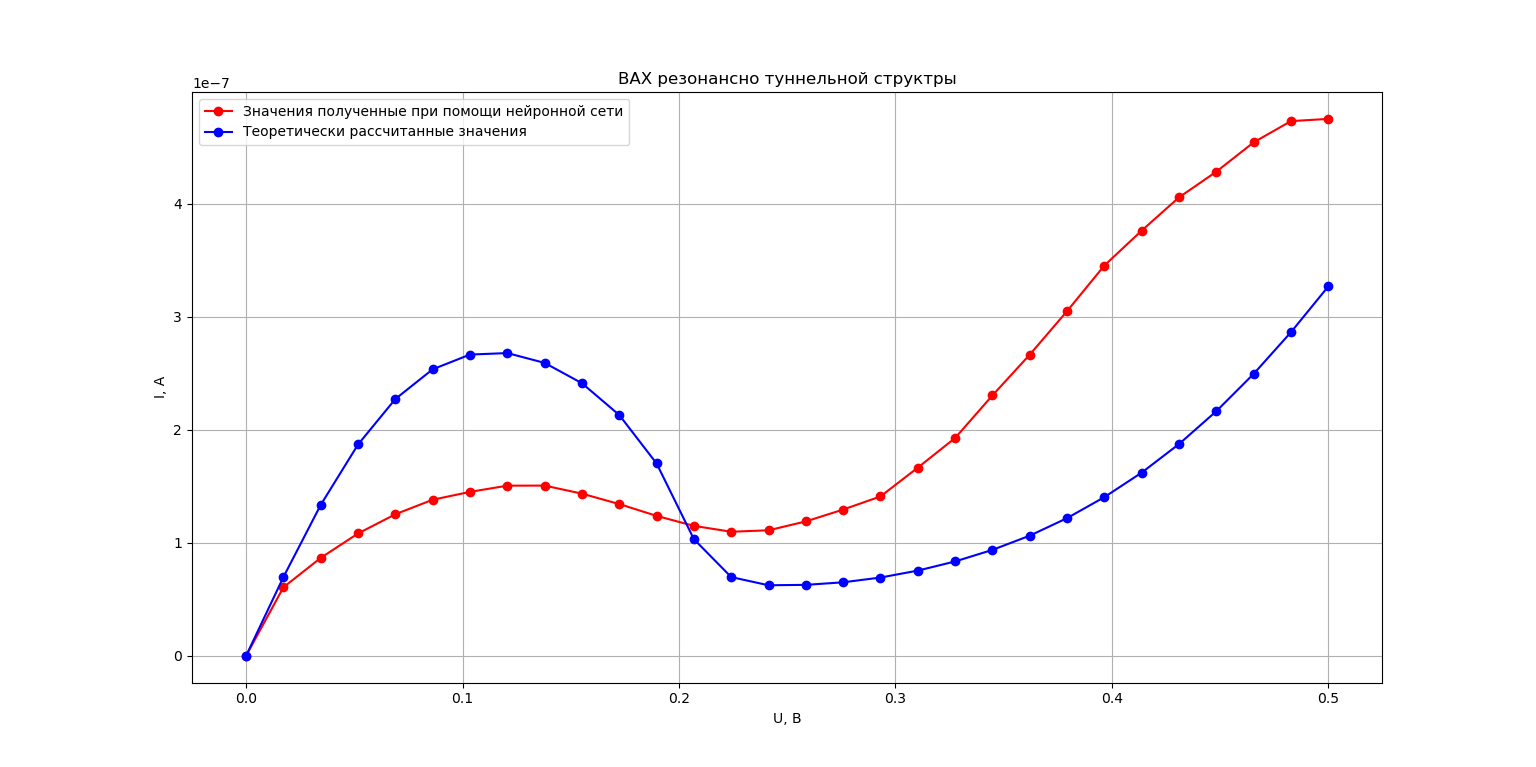 ВАХ резонансно туннельной структры
1e−7
Значения полученные при помощи нейронной сети
Теоретически рассчитанные значения
4
3
2
1
0
I, А
0.0 0.1 0.2 0.3 0.4 0.5
U, В